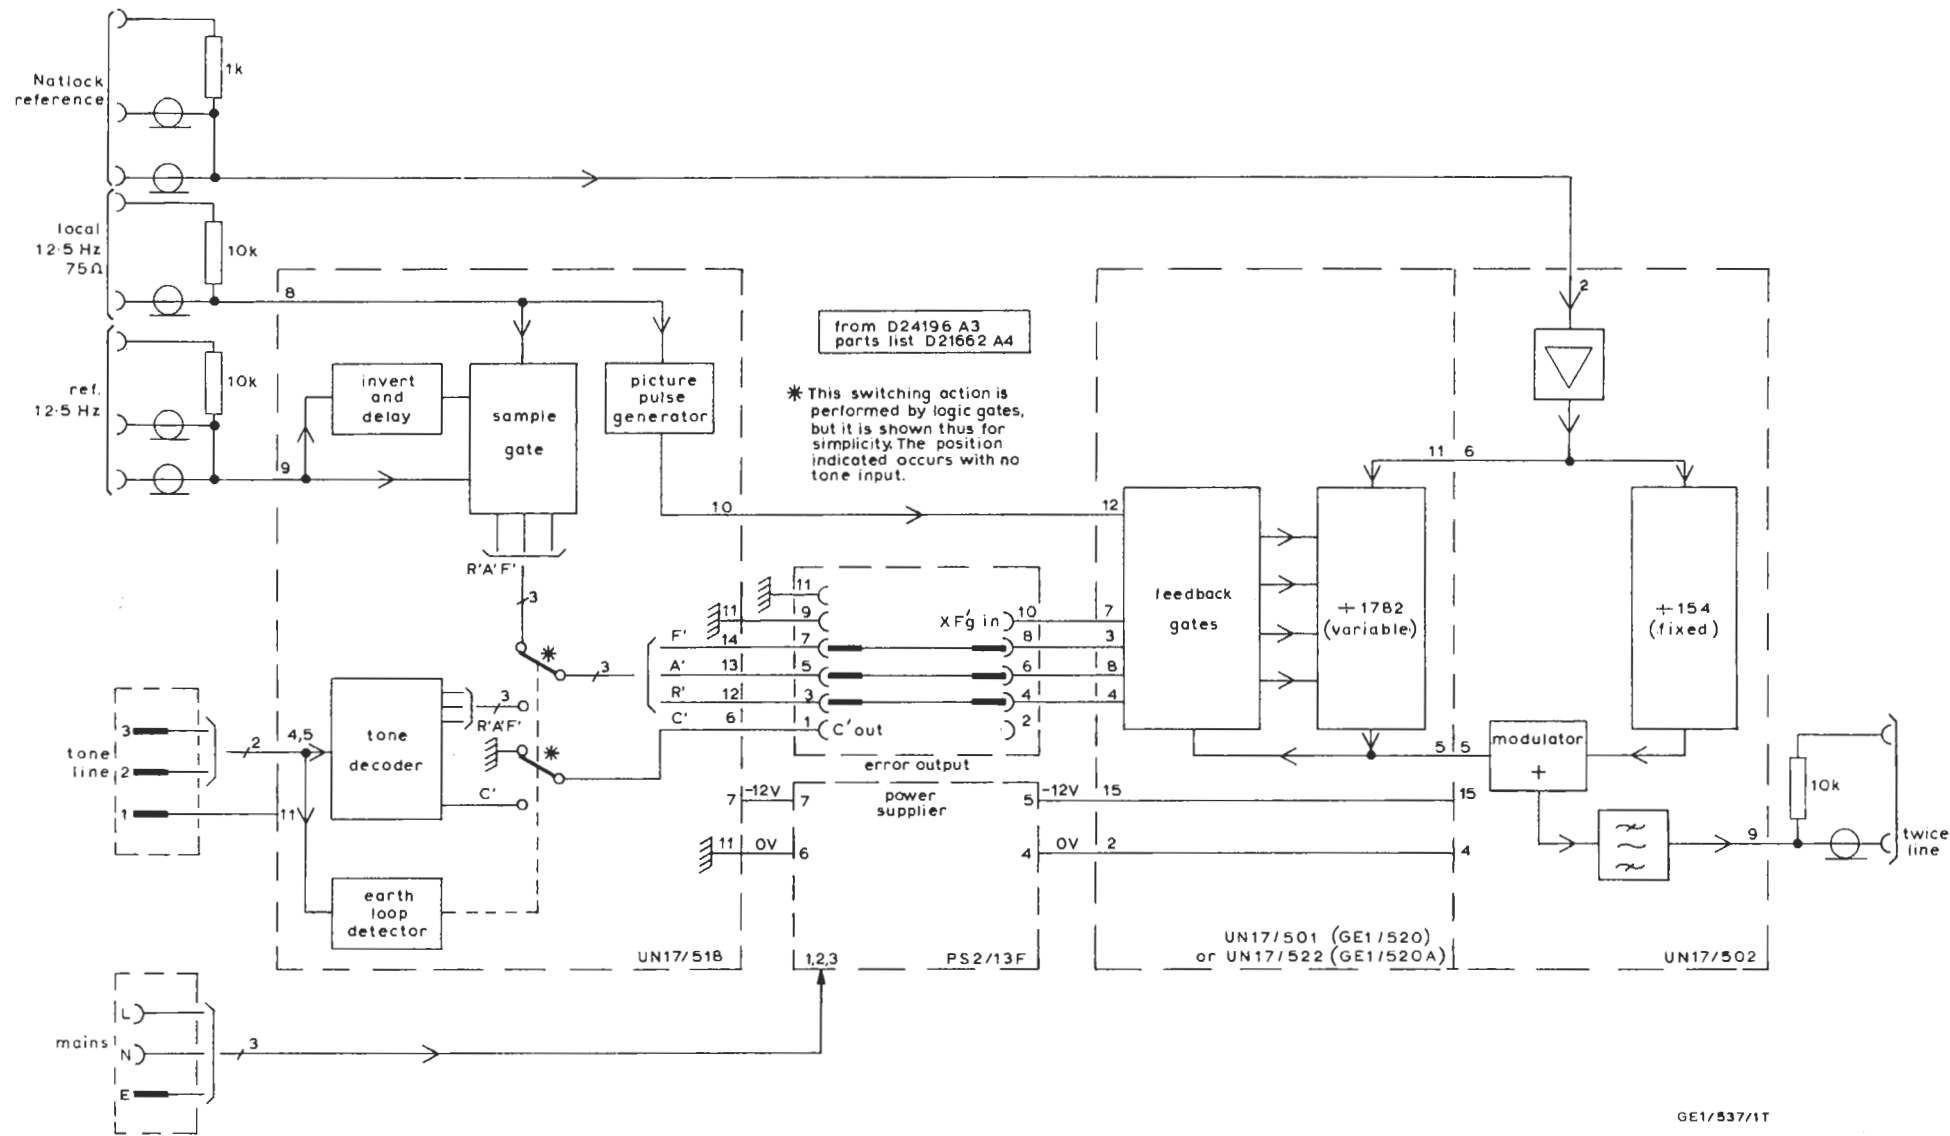 Natlock
reference
1k
local
12·5 Hz
75Ω
10k
ref.
12·5 Hz
10k
8
9
invert
and
delay
sample
gate
picture
pulse
generator
from D24196 A3
parts list D21662 A4
* This switching action is
performed by logic gates,
but it is shown thus for
simplicity. The position
indicated occurs with no
tone input.
2
11 6
10
12
R'A'F'
3
*
3
F' 14
A' 13
R' 12
C' 6
11
11
9
7
5
3
1
C'out
XF'g in
10
8
6
4
2
error output
7
3
8
4
feedback
gates
÷1782
(variable)
÷154
(fixed)
5 5
modulator
+
tone
line
3
2
1
2
4,5
11
tone
decoder
3
R'A'F'
*
C'
earth
loop
detector
UN17/518
7 -12V 7
11 0V 6
power
supplier
5 -12V 15
15
4 0V 2
4
1,2,3
PS2/13F
UN17/501 (GE1/520)
or UN17/522 (GE1/520A)
UN17/502
9
10k
twice
line
mains
L
N
E
3
GE1/537/1T